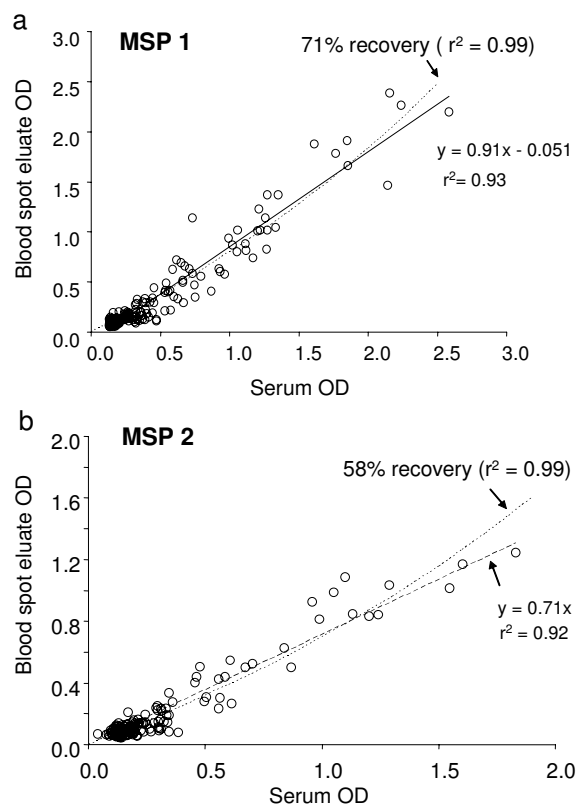 a
MSP 1
71% recovery ( r² = 0.99)
y = 0.91x - 0.051
r²= 0.93
Blood spot eluate OD
3.0
2.5
2.0
1.5
1.0
0.5
0.0
0.0 0.5 1.0 1.5 2.0 2.5 3.0
Serum OD
b
MSP 2
58% recovery (r² = 0.99)
y = 0.71x
r² = 0.92
Blood spot eluate OD
2.0
1.6
1.2
0.8
0.4
0.0
0.0 0.5 1.0 1.5 2.0
Serum OD